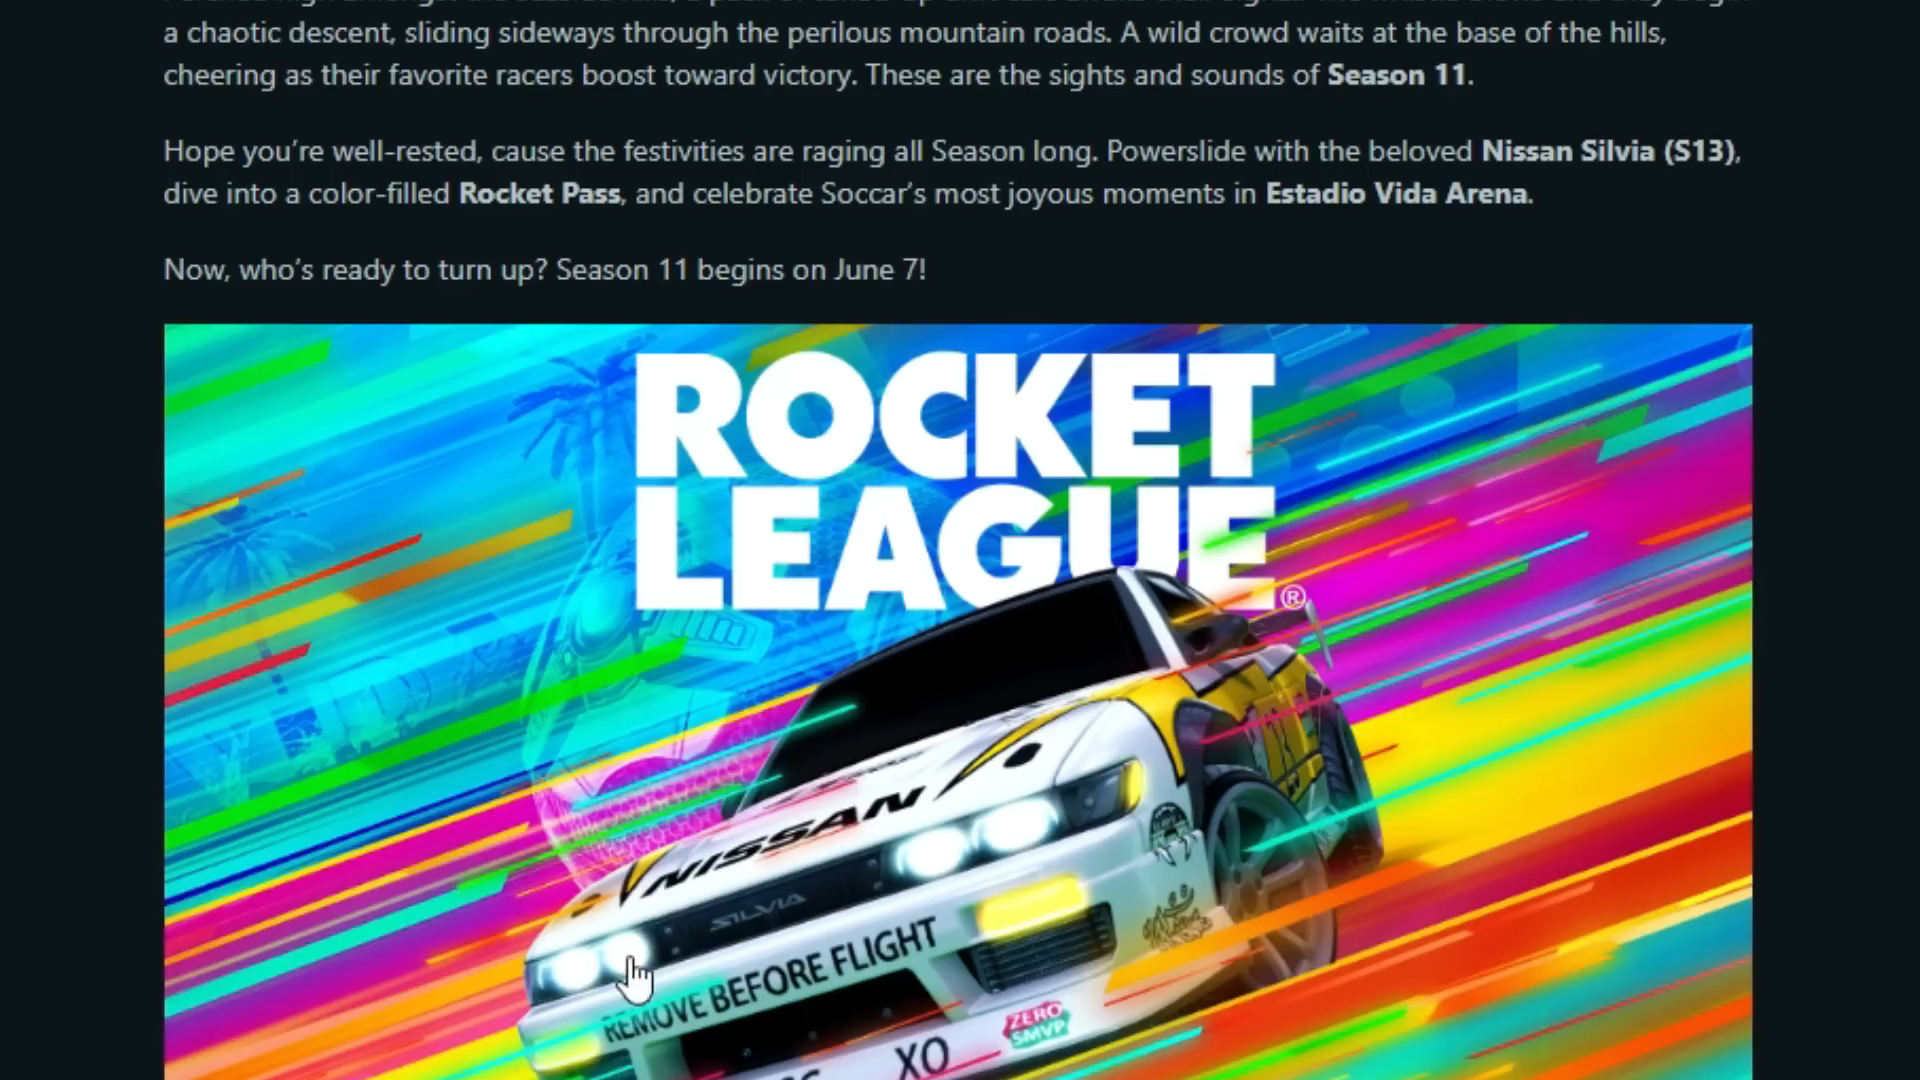 a chaotic descent, sliding sideways through the perilous mountain roads. A wild crowd waits at the base of the hills,
cheering as their favorite racers boost toward victory. These are the sights and sounds of Season 11.
Hope you’re well-rested, cause the festivities are raging all Season long. Powerslide with the beloved Nissan Silvia (S13),
dive into a color-filled Rocket Pass, and celebrate Soccar’s most joyous moments in Estadio Vida Arena.
Now, who’s ready to turn up? Season 11 begins on June 7!
ROCKET
LEAGUE®
NISSAN
SILVIA
REMOVE BEFORE FLIGHT
ZERO
SMVP
XO